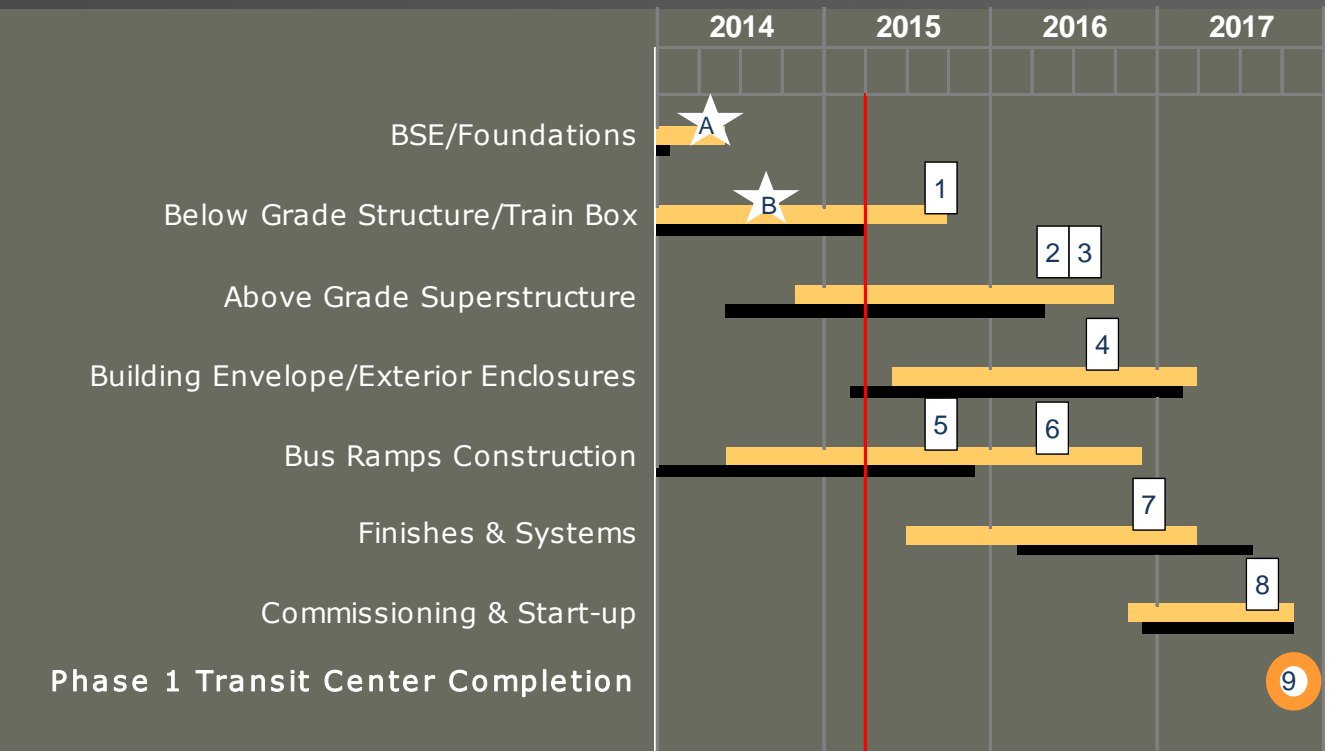 2014 2015 2016 2017
A
BSE/Foundations
1
B
Below Grade Structure/Train Box
2 3
Above Grade Superstructure
4
Building Envelope/Exterior Enclosures
5 6
Bus Ramps Construction
7
Finishes & Systems
8
Commissioning & Start-up
Phase 1 Transit Center Completion 9